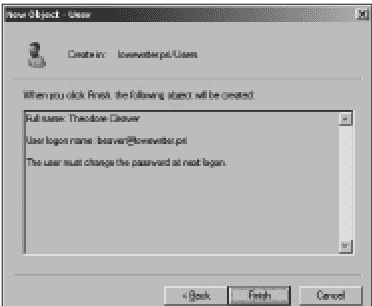 New Object - User
Create in: lowewriter.pri/Users
When you click Finish, the following object will be created:
Full name: Theodore Cleaver
User logon name: beaver@lowewriter.pri
The user must change the password at next logon.
< Back Finish Cancel